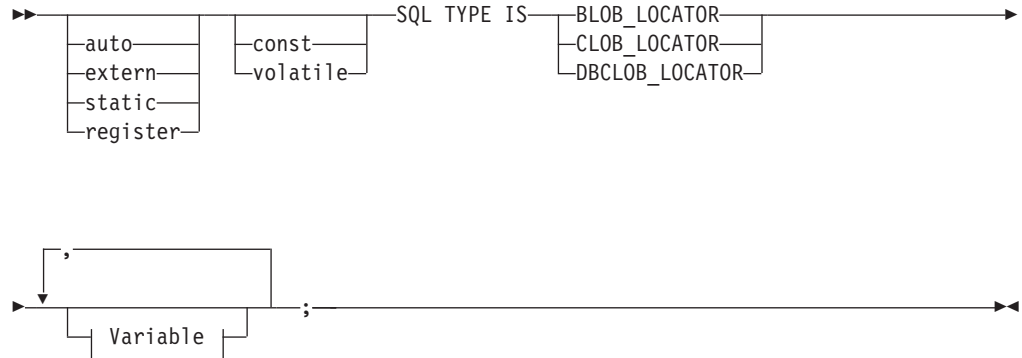 SQL TYPE IS BLOB_LOCATOR
auto const CLOB_LOCATOR
extern volatile DBCLOB_LOCATOR
static
register
,
;
Variable